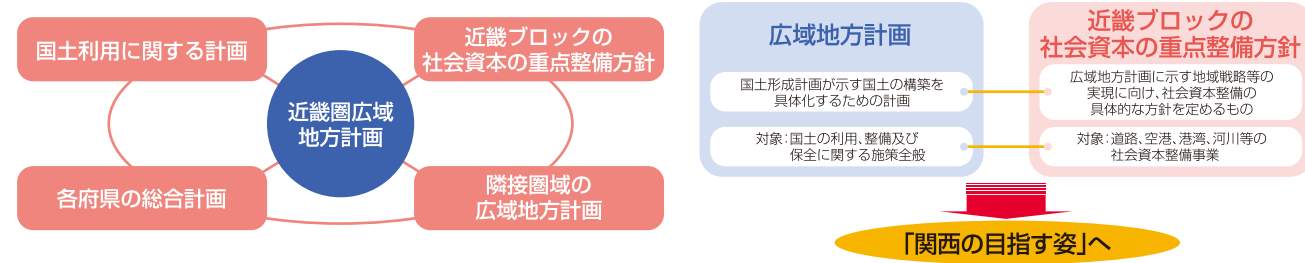 国土利用に関する計画
近畿ブロックの
社会資本の重点整備方針
近畿圏広域
地方計画
各府県の総合計画
隣接圏域の
広域地方計画
広域地方計画
国土形成計画が示す国土の構築を
具体化するための計画
対象:国土の利用、整備及び
保全に関する施策全般
近畿ブロックの
社会資本の重点整備方針
広域地方計画に示す地域戦略等の
実現に向け、社会資本整備の
具体的な方針を定めるもの
対象:道路、空港、港湾、河川等の
社会資本整備事業
「関西の目指す姿」へ